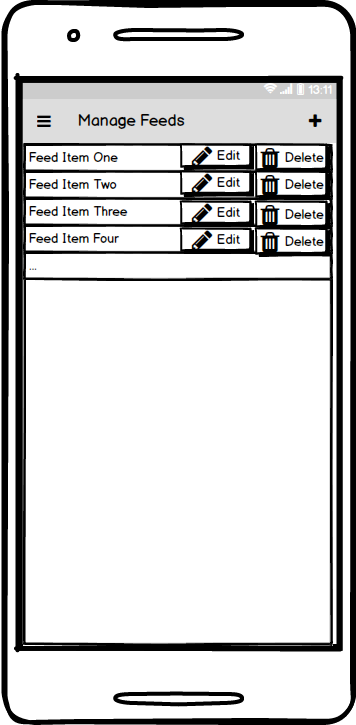 13:11
Manage Feeds
Feed Item One Edit Delete
Feed Item Two Edit Delete
Feed Item Three Edit Delete
Feed Item Four Edit Delete
...